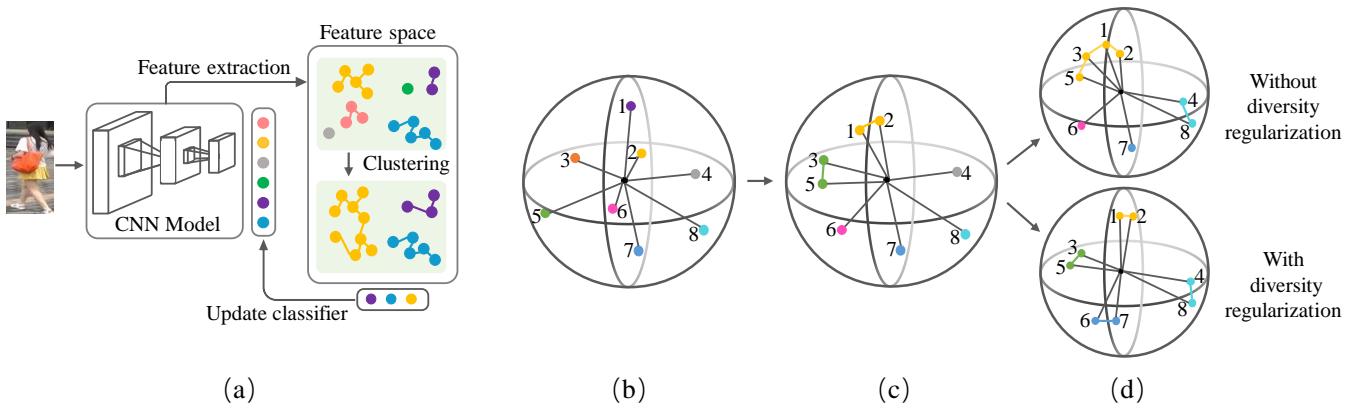 Feature space
Feature extraction
Clustering
CNN Model
Update classifier
(a)
1
2
3
4
5
6
7
8
(b)
1
2
3
4
5
6
7
8
(c)
1
2
3
4
5
6
7
8
Without
diversity
regularization
1 2
3
4
5
6 7
8
With
diversity
regularization
(d)